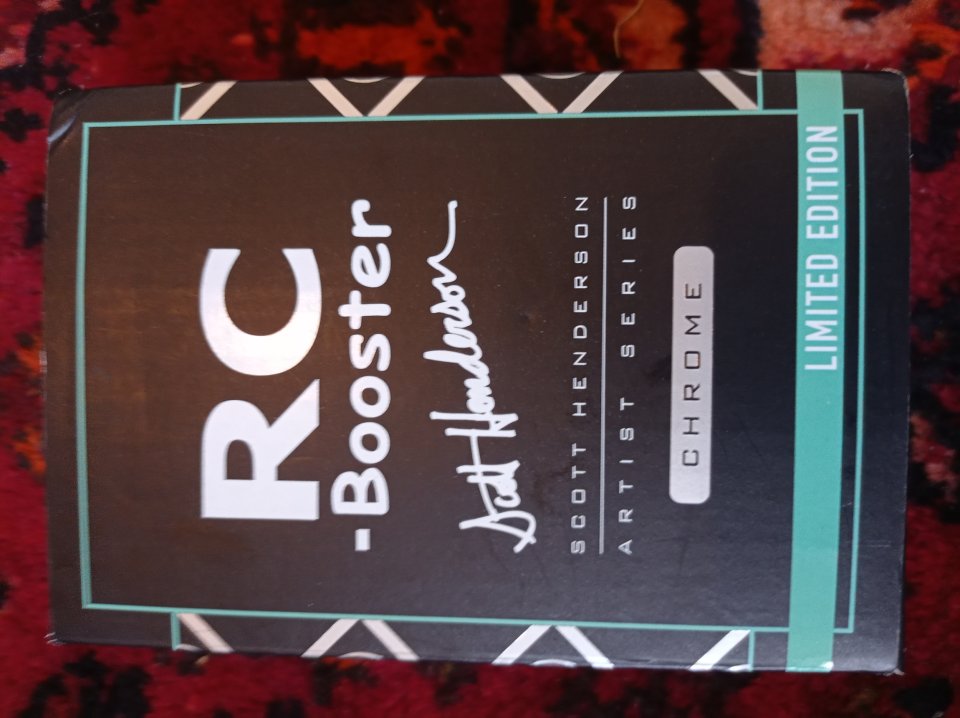 RC
-Booster
Scott Henderson
SCOTT HENDERSON
ARTIST SERIES
CHROME
LIMITED EDITION